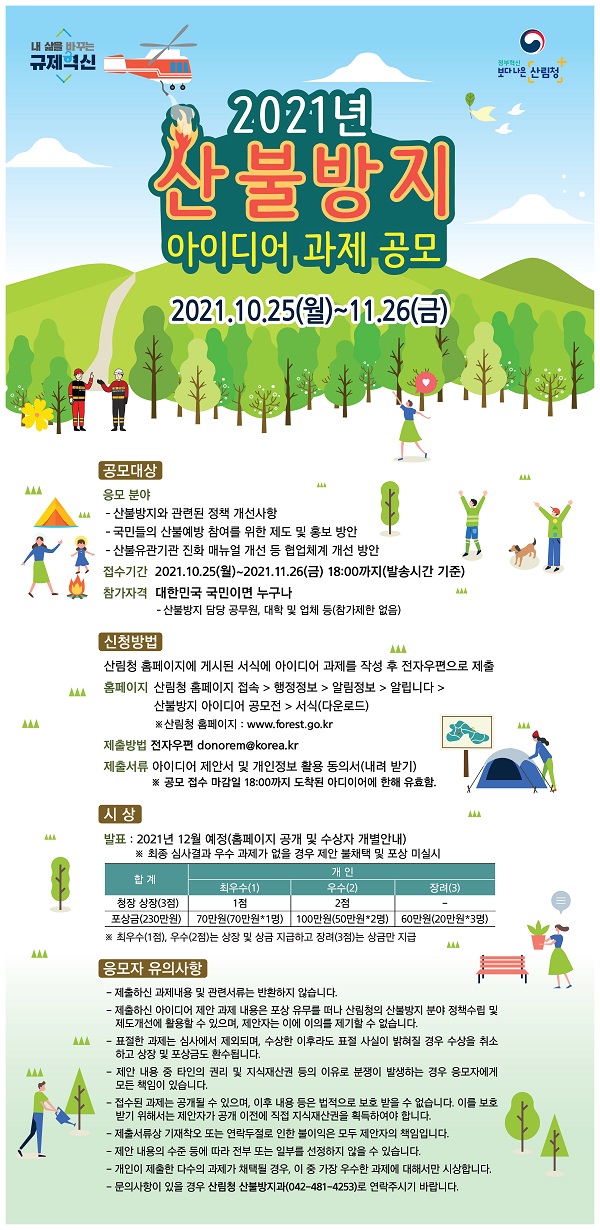 내 삶을 바꾸는
규제혁신
정부혁신
보다나은 산림청
2021년
산불방지
아이디어 과제 공모
2021.10.25(월)~11.26(금)
공모대상
응모 분야
- 산불방지와 관련된 정책 개선사항
- 국민들의 산불예방 참여를 위한 제도 및 홍보 방안
- 산불유관기관 진화 매뉴얼 개선 등 협업체계 개선 방안
접수기간 2021.10.25(월)~2021.11.26(금) 18:00까지(발송시간 기준)
참가자격 대한민국 국민이면 누구나
- 산불방지 담당 공무원, 대학 및 업체 등(참가제한 없음)
신청방법
산림청 홈페이지에 게시된 서식에 아이디어 과제를 작성 후 전자우편으로 제출
홈페이지 산림청 홈페이지 접속 > 행정정보 > 알림정보 > 알립니다 >
산불방지 아이디어 공모전 > 서식(다운로드)
※산림청 홈페이지 : www.forest.go.kr
제출방법 전자우편 donorem@korea.kr
제출서류 아이디어 제안서 및 개인정보 활용 동의서(내려 받기)
※ 공모 접수 마감일 18:00까지 도착된 아디이어에 한해 유효함.
시 상
발표 : 2021년 12월 예정(홈페이지 공개 및 수상자 개별안내)
※ 최종 심사결과 우수 과제가 없을 경우 제안 불채택 및 포상 미실시
합 계 개 인
최우수(1) 우수(2) 장려(3)
청장 상장(3점) 1점 2점 –
포상금(230만원) 70만원(70만원*1명) 100만원(50만원*2명) 60만원(20만원*3명)
※ 최우수(1점), 우수(2점)는 상장 및 상금 지급하고 장려(3점)는 상금만 지급
응모자 유의사항
– 제출하신 과제내용 및 관련서류는 반환하지 않습니다.
– 제출하신 아이디어 제안 과제 내용은 포상 유무를 떠나 산림청의 산불방지 분야 정책수립 및
제도개선에 활용할 수 있으며, 제안자는 이에 이의를 제기할 수 없습니다.
– 표절한 과제는 심사에서 제외되며, 수상한 이후라도 표절 사실이 밝혀질 경우 수상을 취소
하고 상장 및 포상금도 환수됩니다.
– 제안 내용 중 타인의 권리 및 지식재산권 등의 이유로 분쟁이 발생하는 경우 응모자에게
모든 책임이 있습니다.
– 접수된 과제는 공개될 수 있으며, 이후 내용 등은 법적으로 보호 받을 수 없습니다. 이를 보호
받기 위해서는 제안자가 공개 이전에 직접 지식재산권을 획득하여야 합니다.
– 제출서류상 기재착오 또는 연락두절로 인한 불이익은 모두 제안자의 책임입니다.
– 제안 내용의 수준 등에 따라 전부 또는 일부를 선정하지 않을 수 있습니다.
– 개인이 제출한 다수의 과제가 채택될 경우, 이 중 가장 우수한 과제에 대해서만 시상합니다.
– 문의사항이 있을 경우 산림청 산불방지과(042-481-4253)로 연락주시기 바랍니다.